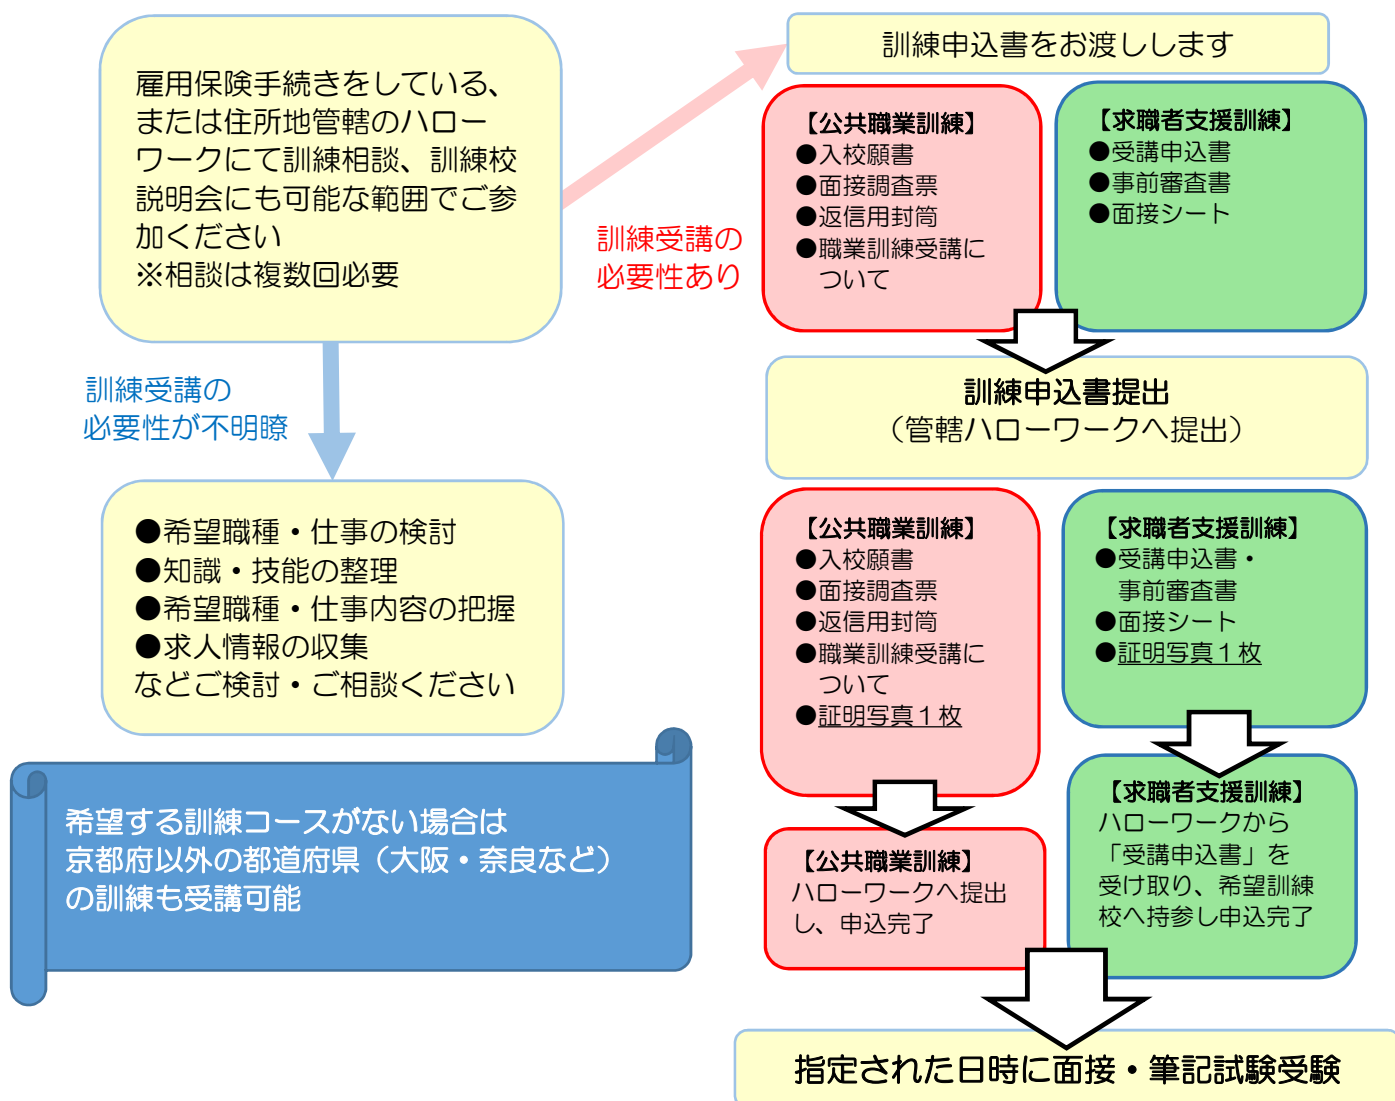 雇用保険手続きをしている、
または住所地管轄のハロー
ワークにて訓練相談、訓練校
説明会にも可能な範囲でご参
加ください
※相談は複数回必要
訓練受講の
必要性が不明瞭
●希望職種・仕事の検討
●知識・技能の整理
●希望職種・仕事内容の把握
●求人情報の収集
などご検討・ご相談ください
希望する訓練コースがない場合は
京都府以外の都道府県（大阪・奈良など）
の訓練も受講可能
訓練受講の
必要性あり
訓練申込書をお渡しします
【公共職業訓練】
●入校願書
●面接調査票
●返信用封筒
●職業訓練受講に
ついて
【求職者支援訓練】
●受講申込書
●事前審査書
●面接シート
訓練申込書提出
（管轄ハローワークへ提出）
【公共職業訓練】
●入校願書
●面接調査票
●返信用封筒
●職業訓練受講に
ついて
●証明写真１枚
【求職者支援訓練】
●受講申込書・
事前審査書
●面接シート
●証明写真１枚
【公共職業訓練】
ハローワークへ提出
し、申込完了
【求職者支援訓練】
ハローワークから
「受講申込書」を
受け取り、希望訓練
校へ持参し申込完了
指定された日時に面接・筆記試験受験